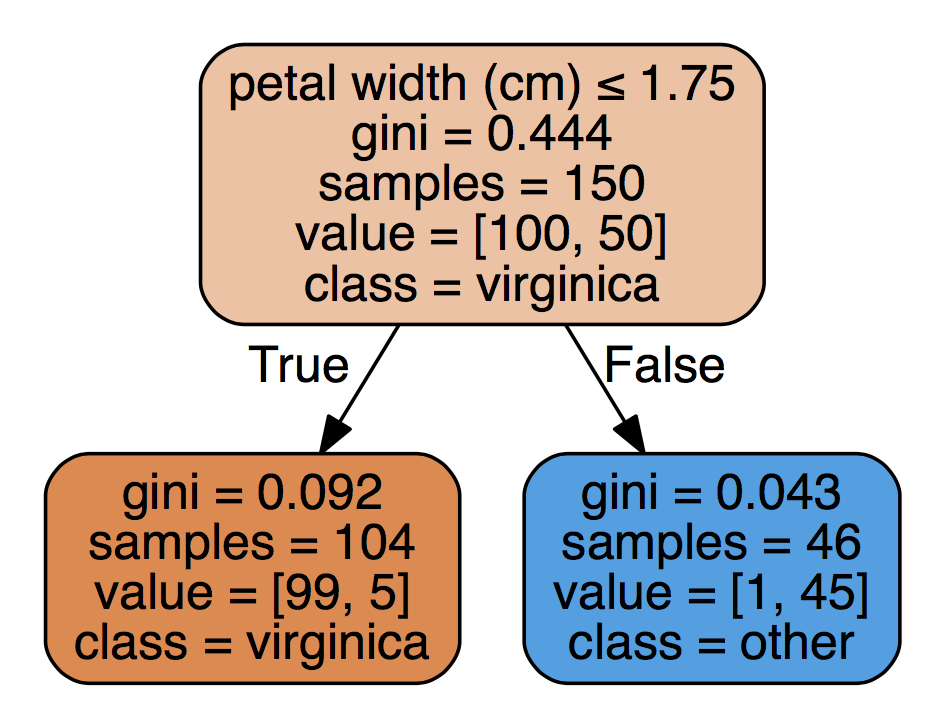 petal width (cm) ≤ 1.75
gini = 0.444
samples = 150
value = [100, 50]
class = virginica
True
False
gini = 0.092
samples = 104
value = [99, 5]
class = virginica
gini = 0.043
samples = 46
value = [1, 45]
class = other